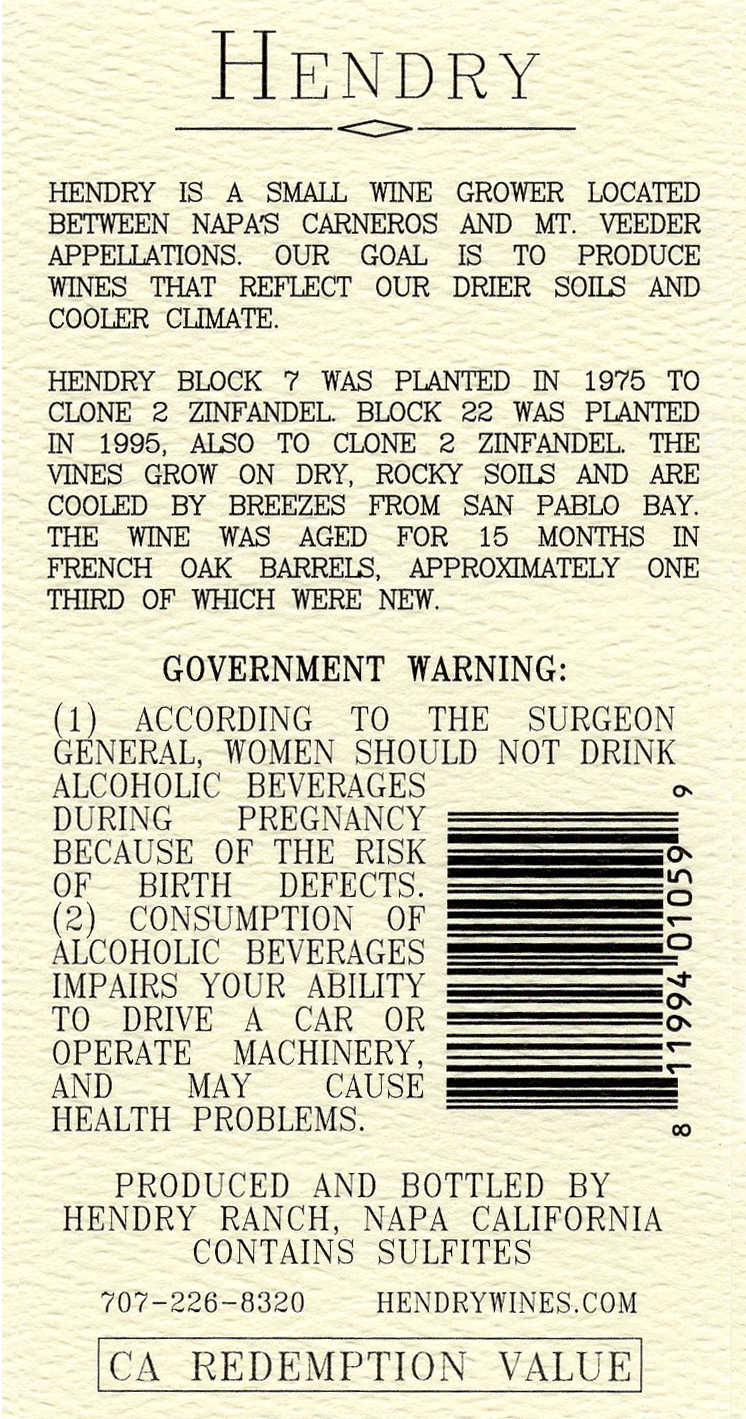 HENDRY
HENDRY IS A SMALL WINE GROWER LOCATED
BETWEEN NAPA'S CARNEROS AND MT. VEEDER
APPELLATIONS. OUR GOAL IS TO PRODUCE
WINES THAT REFLECT OUR DRIER SOILS AND
COOLER CLIMATE.
HENDRY BLOCK 7 WAS PLANTED IN 1975 TO
CLONE 2 ZINFANDEL. BLOCK 22 WAS PLANTED
IN 1995, ALSO TO CLONE 2 ZINFANDEL. THE
VINES GROW ON DRY, ROCKY SOILS AND ARE
COOLED BY BREEZES FROM SAN PABLO BAY.
THE WINE WAS AGED FOR 15 MONTHS IN
FRENCH OAK BARRELS, APPROXIMATELY ONE
THIRD OF WHICH WERE NEW.
GOVERNMENT WARNING:
(1) ACCORDING TO THE SURGEON
GENERAL, WOMEN SHOULD NOT DRINK
ALCOHOLIC BEVERAGES
DURING PREGNANCY
BECAUSE OF THE RISK
OF BIRTH DEFECTS.
(2) CONSUMPTION OF
ALCOHOLIC BEVERAGES
IMPAIRS YOUR ABILITY
TO DRIVE A CAR OR
OPERATE MACHINERY,
AND MAY CAUSE
HEALTH PROBLEMS.
8 11994 01059 9
PRODUCED AND BOTTLED BY
HENDRY RANCH, NAPA CALIFORNIA
CONTAINS SULFITES
707-226-8320 HENDRYWINES.COM
CA REDEMPTION VALUE